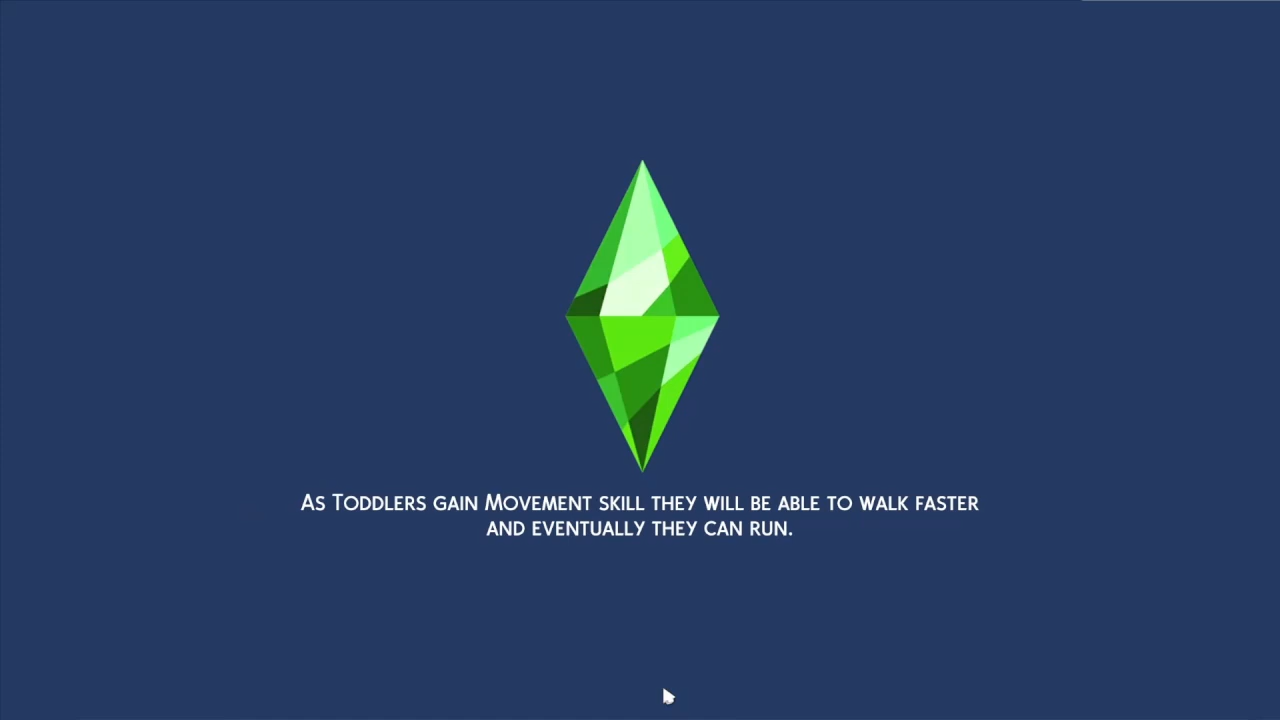 As Toddlers gain Movement skill they will be able to walk faster
and eventually they can run.